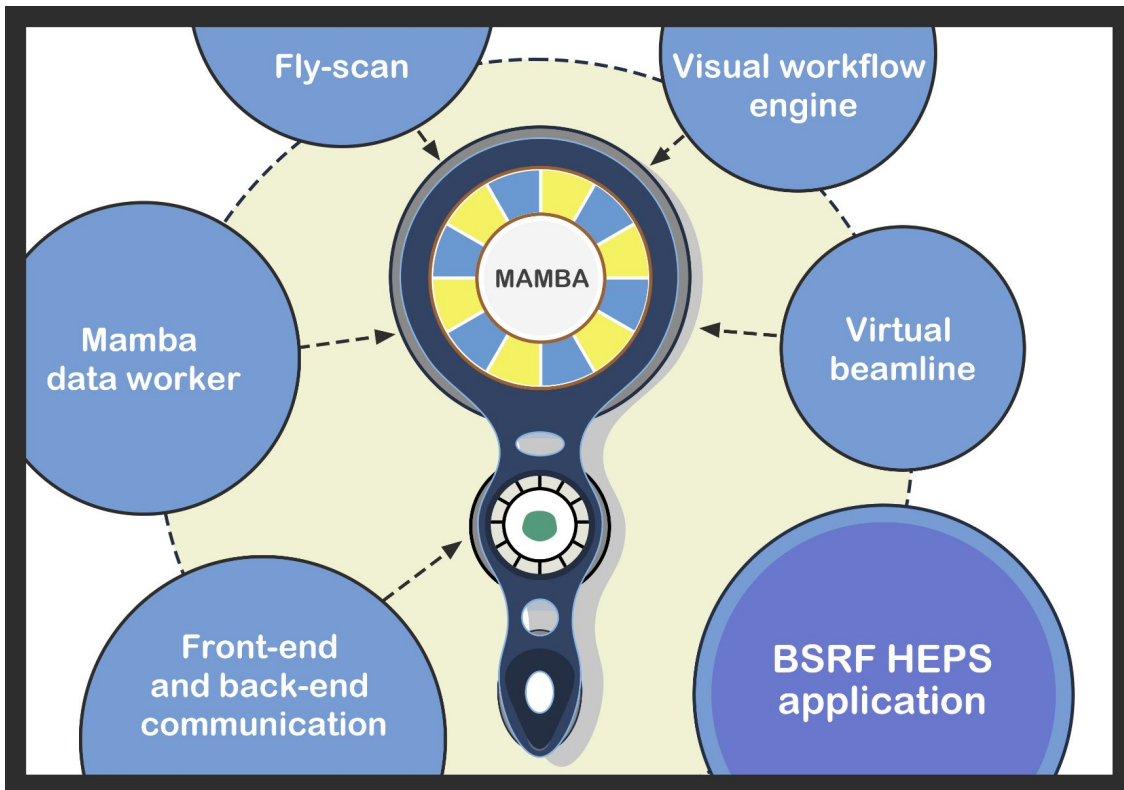 Fly-scan
Visual workflow
engine
MAMBA
Mamba
data worker
Virtual
beamline
Front-end
and back-end
communication
BSRF HEPS
application